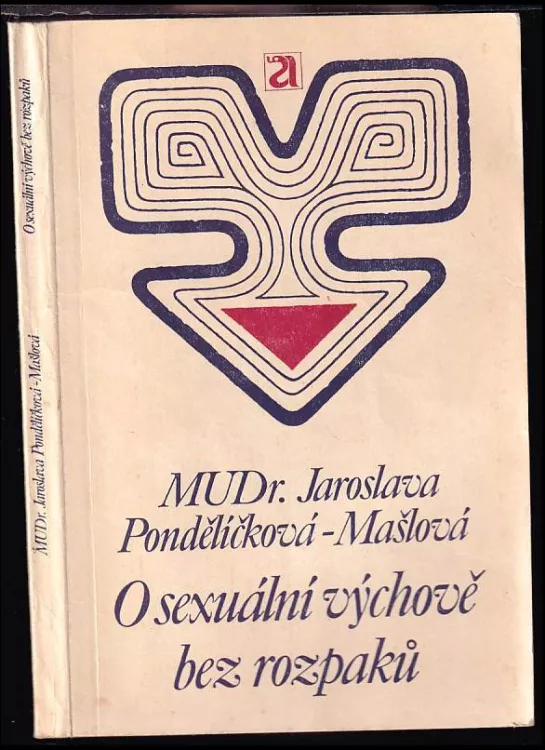 MUDr. Jaroslava
Pondělíčková-Mašlová
O sexuální výchově
bez rozpaků
MUDr. Jaroslava Pondělíčková-Mašlová
O sexuální výchově bez rozpaků